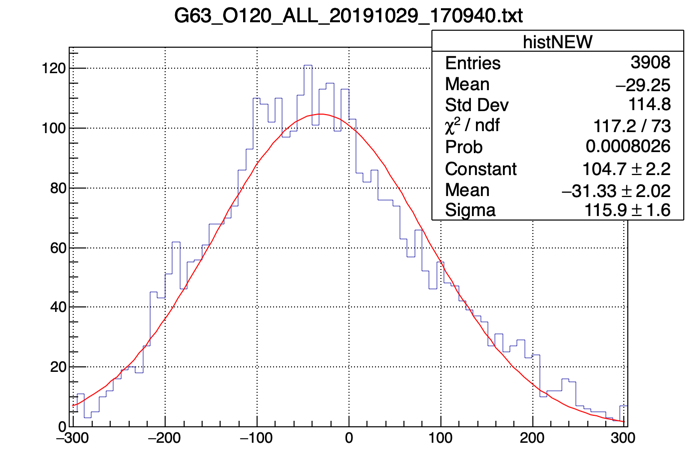 G63_O120_ALL_20191029_170940.txt
histNEW
Entries 3908
Mean −29.25
Std Dev 114.8
χ² / ndf 117.2 / 73
Prob 0.0008026
Constant 104.7 ± 2.2
Mean −31.33 ± 2.02
Sigma 115.9 ± 1.6
120
100
80
60
40
20
0
−300 −200 −100 0 100 200 300